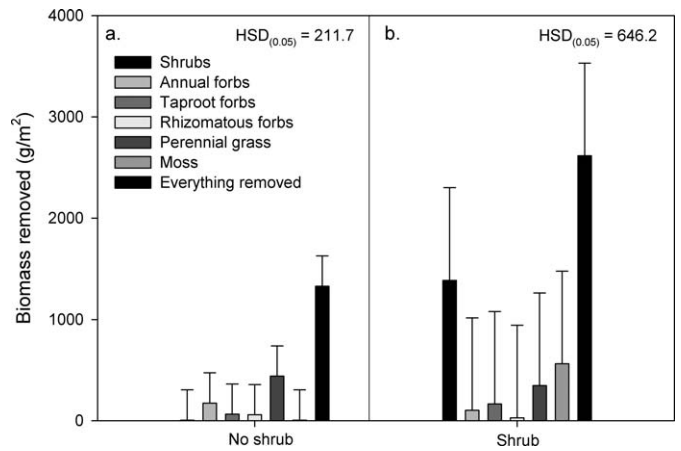 a.
HSD(0.05) = 211.7
b.
HSD(0.05) = 646.2
Shrubs
Annual forbs
Taproot forbs
Rhizomatous forbs
Perennial grass
Moss
Everything removed
Biomass removed (g/m²)
4000
3000
2000
1000
0
No shrub
Shrub